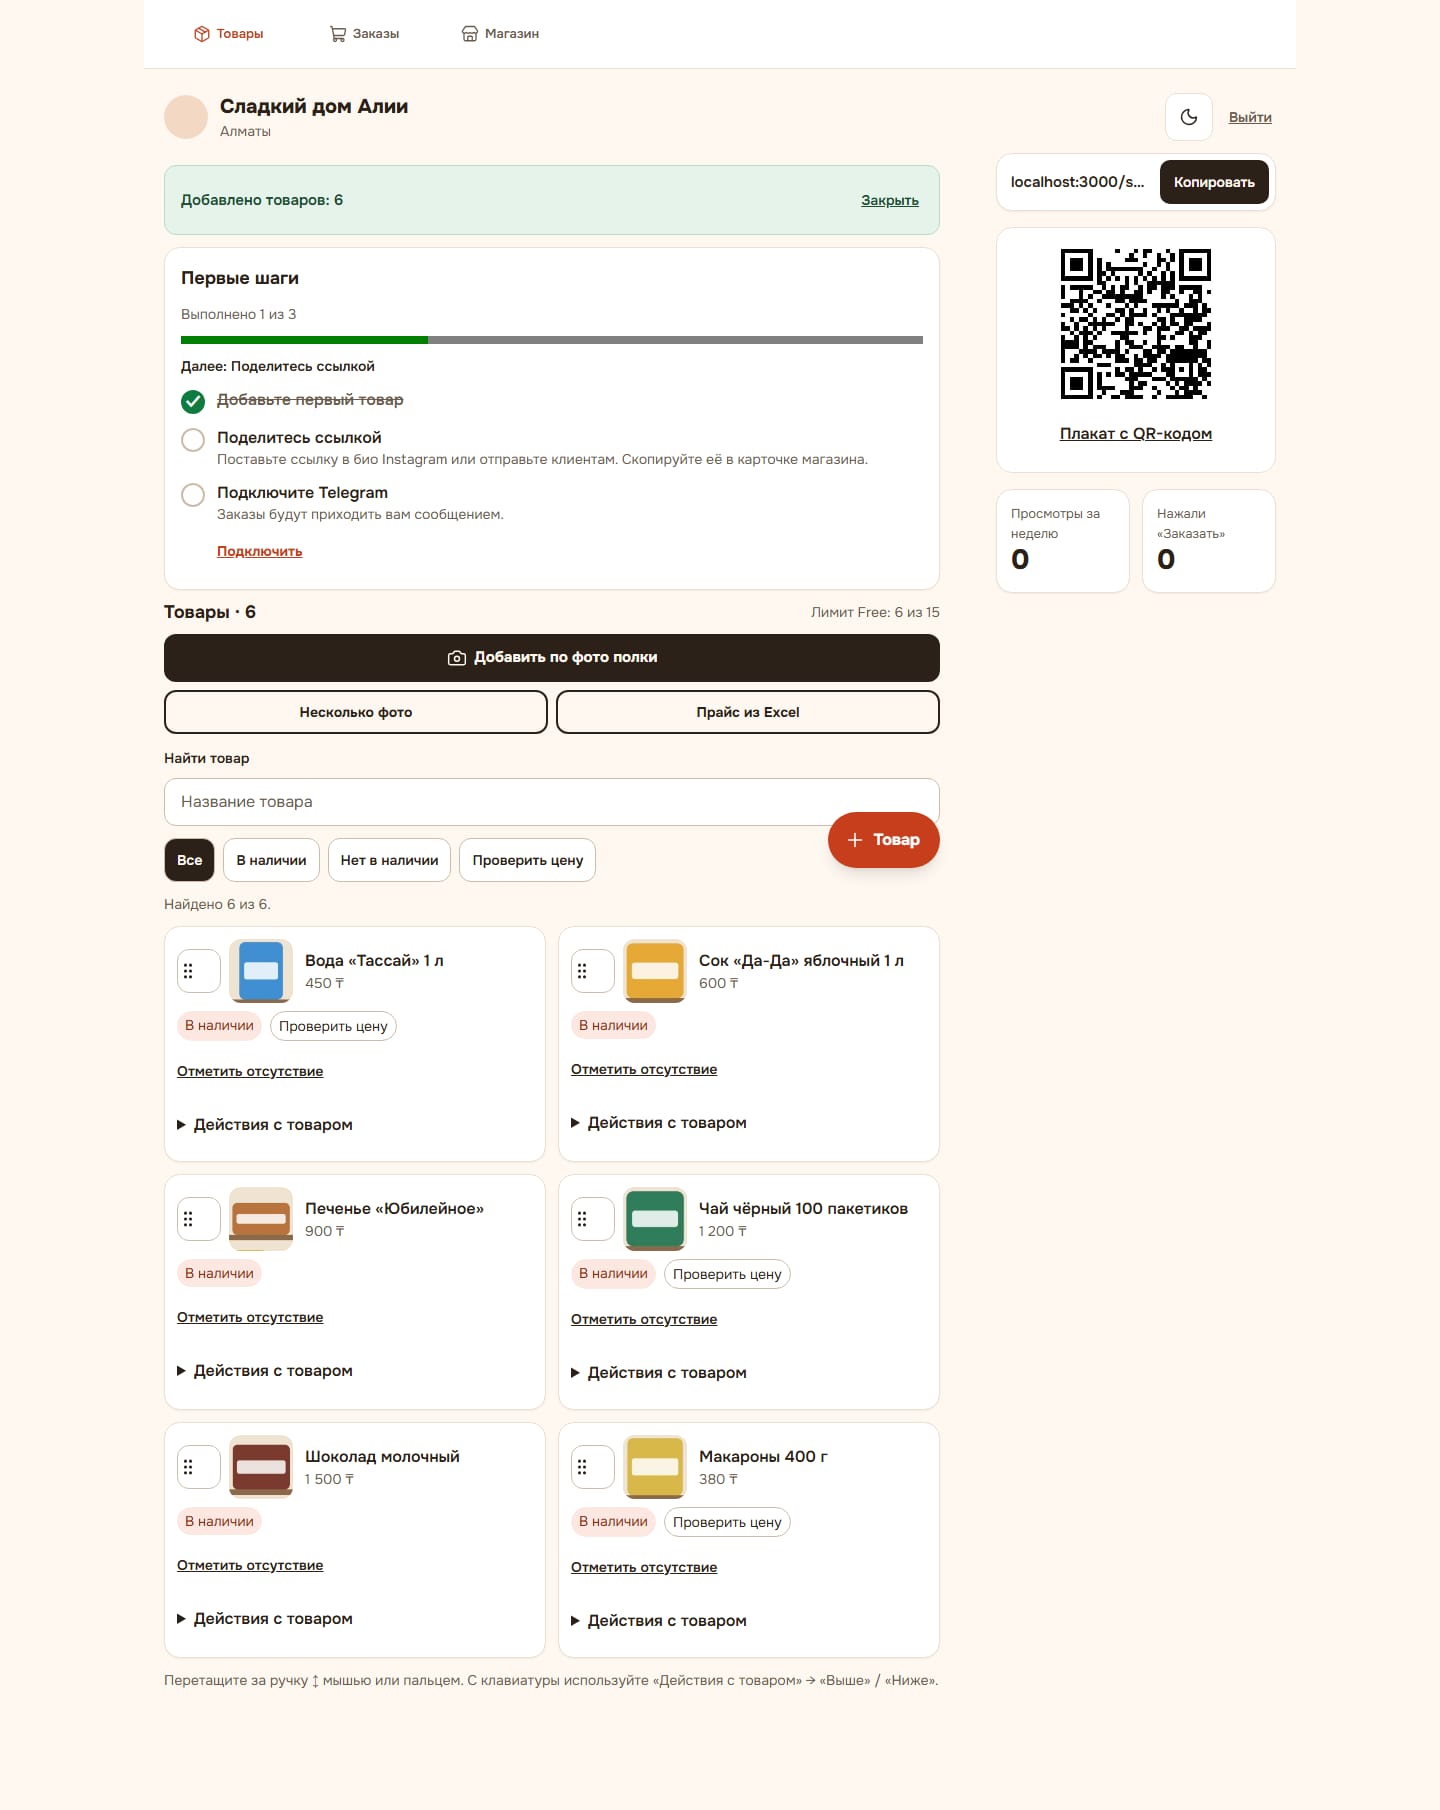 Товары
Заказы
Магазин
Сладкий дом Алии
Алматы
Выйти
Добавлено товаров: 6
Закрыть
localhost:3000/s...
Копировать
Первые шаги
Выполнено 1 из 3
Далее: Поделитесь ссылкой
Добавьте первый товар
Поделитесь ссылкой
Поставьте ссылку в био Instagram или отправьте клиентам. Скопируйте её в карточке магазина.
Подключите Telegram
Заказы будут приходить вам сообщением.
Подключить
Плакат с QR-кодом
Просмотры за
неделю
0
Нажали
«Заказать»
0
Товары · 6
Лимит Free: 6 из 15
Добавить по фото полки
Несколько фото
Прайс из Excel
Найти товар
Название товара
Товар
Все
В наличии
Нет в наличии
Проверить цену
Найдено 6 из 6.
Вода «Тассай» 1 л
450 ₸
В наличии
Проверить цену
Отметить отсутствие
Действия с товаром
Сок «Да-Да» яблочный 1 л
600 ₸
В наличии
Отметить отсутствие
Действия с товаром
Печенье «Юбилейное»
900 ₸
В наличии
Отметить отсутствие
Действия с товаром
Чай чёрный 100 пакетиков
1 200 ₸
В наличии
Проверить цену
Отметить отсутствие
Действия с товаром
Шоколад молочный
1 500 ₸
В наличии
Отметить отсутствие
Действия с товаром
Макароны 400 г
380 ₸
В наличии
Проверить цену
Отметить отсутствие
Действия с товаром
Перетащите за ручку ↕ мышью или пальцем. С клавиатуры используйте «Действия с товаром» → «Выше» / «Ниже».